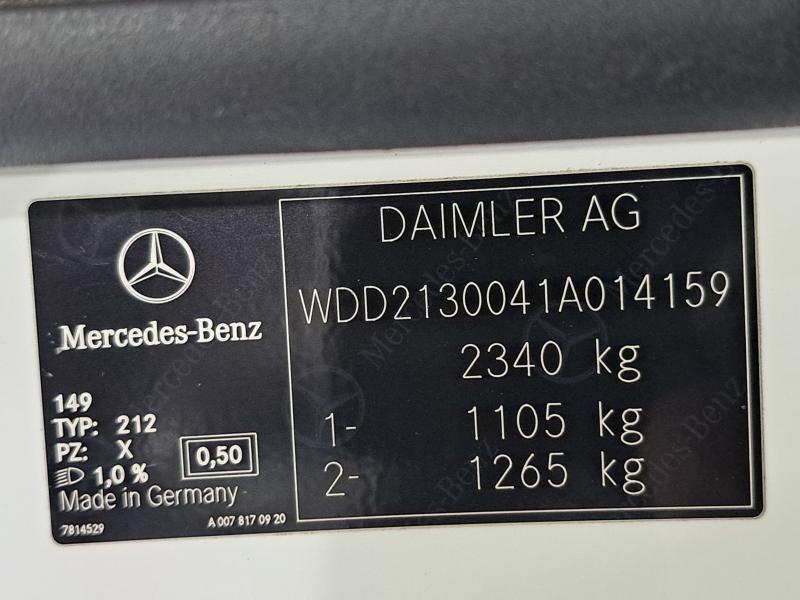 Mercedes-Benz
149
TYP: 212
PZ: X
1,0 %
0,50
Made in Germany
7814529
A 007 817 09 20
DAIMLER AG
WDD2130041A014159
2340 kg
1- 1105 kg
2- 1265 kg